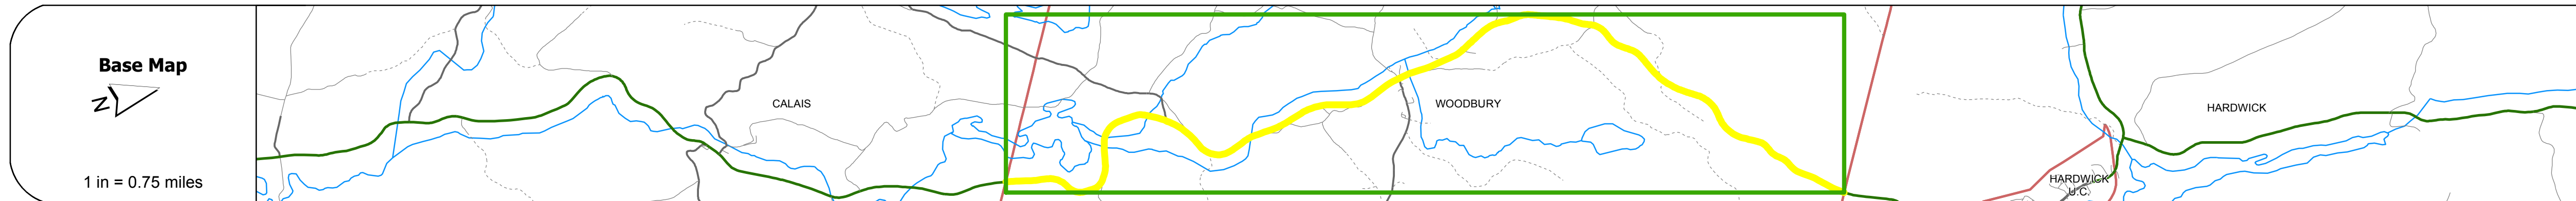 Base Map
N
1 in = 0.75 miles
CALAIS
WOODBURY
HARDWICK
HARDWICK
U.C.